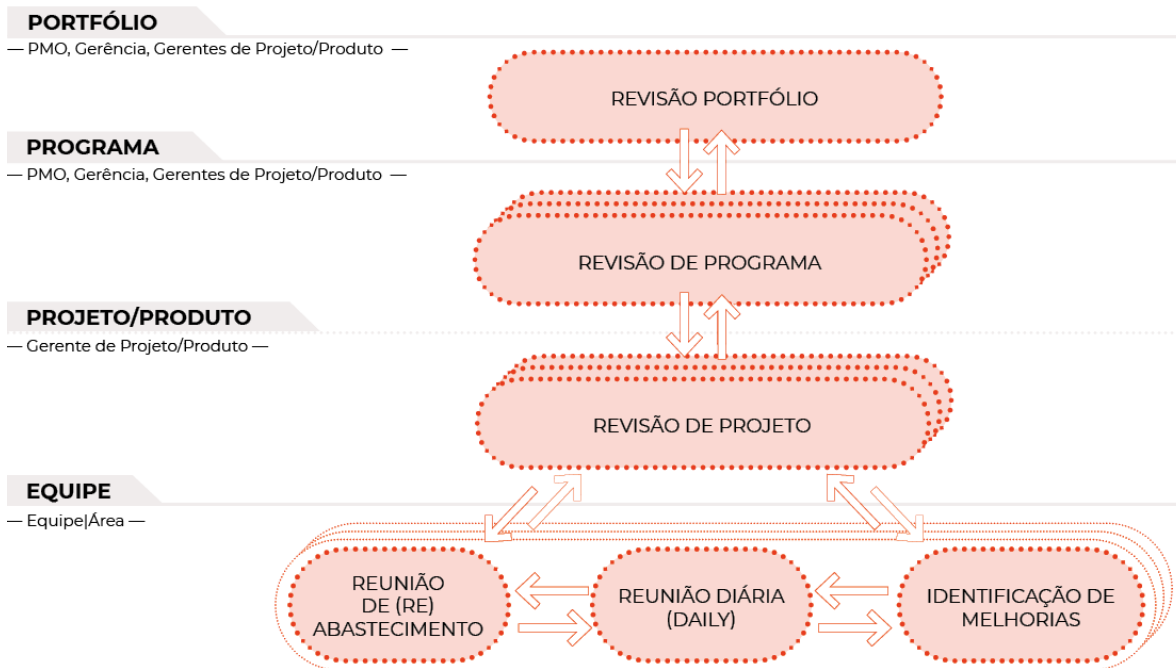 PORTFÓLIO
— PMO, Gerência, Gerentes de Projeto/Produto —
REVISÃO PORTFÓLIO
PROGRAMA
— PMO, Gerência, Gerentes de Projeto/Produto —
REVISÃO DE PROGRAMA
PROJETO/PRODUTO
— Gerente de Projeto/Produto —
REVISÃO DE PROJETO
EQUIPE
— Equipe|Área —
REUNIÃO
DE (RE)
ABASTECIMENTO
REUNIÃO DIÁRIA
(DAILY)
IDENTIFICAÇÃO DE
MELHORIAS